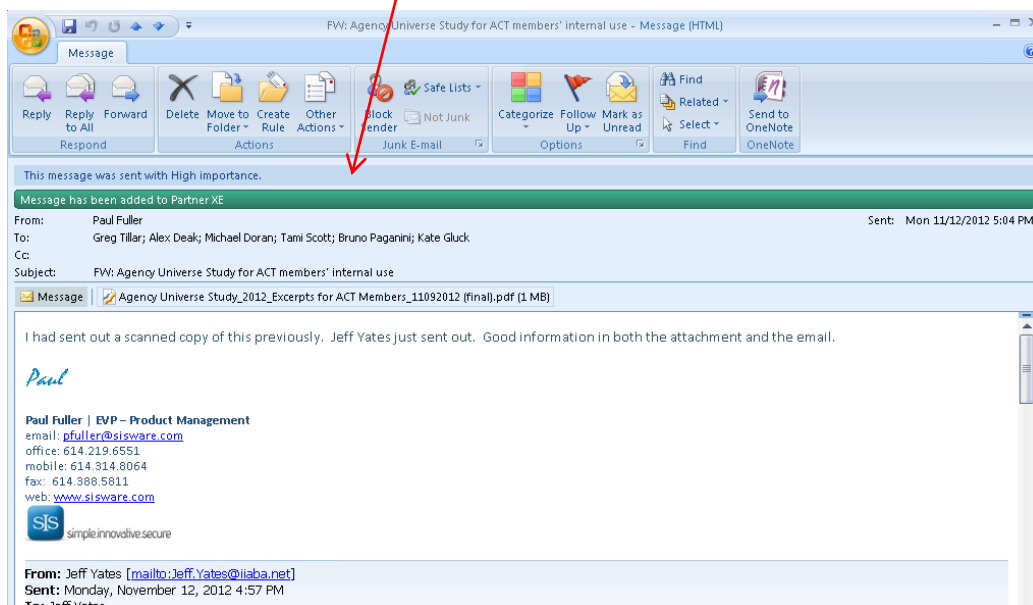 FW: Agency Universe Study for ACT members' internal use - Message (HTML)
Message
Reply Reply to All Forward
Respond
Delete Move to Folder Create Rule Other Actions
Actions
Block Sender Safe Lists Not Junk
Junk E-mail
Categorize Follow Up Mark as Unread
Options
Find Related Select
Find
Send to OneNote
OneNote
This message was sent with High importance.
Message has been added to Partner XE
From: Paul Fuller Sent: Mon 11/12/2012 5:04 PM
To: Greg Tillar; Alex Deak; Michael Doran; Tami Scott; Bruno Paganini; Kate Gluck
Cc:
Subject: FW: Agency Universe Study for ACT members' internal use
Message Agency Universe Study_2012_Excerpts for ACT Members_11092012 (final).pdf (1 MB)
I had sent out a scanned copy of this previously. Jeff Yates just sent out. Good information in both the attachment and the email.
Paul
Paul Fuller | EVP – Product Management
email: pfuller@sisware.com
office: 614.219.6551
mobile: 614.314.8064
fax: 614.388.5811
web: www.sisware.com
SIS simple.innovative.secure
From: Jeff Yates [mailto:Jeff.Yates@iiaba.net]
Sent: Monday, November 12, 2012 4:57 PM
To: Jeff Yates